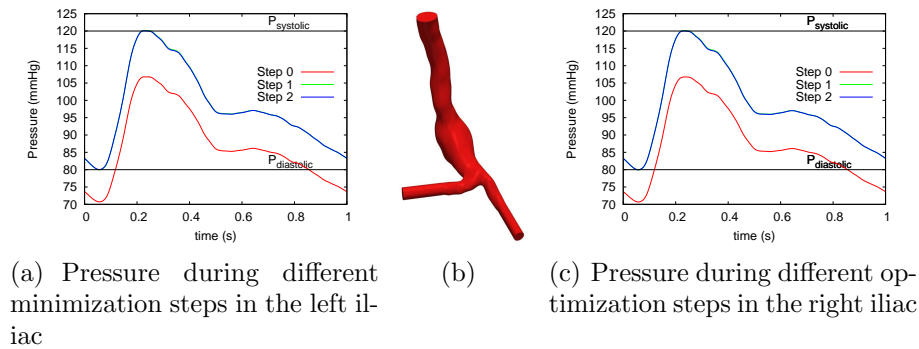 125
120
115
110
105
100
95
90
85
80
75
70
0
0.2
0.4
0.6
0.8
1
Pressure (mmHg)
time (s)
P systolic
P diastolic
Step 0
Step 1
Step 2
125
120
115
110
105
100
95
90
85
80
75
70
0
0.2
0.4
0.6
0.8
1
Pressure (mmHg)
time (s)
P systolic
P diastolic
Step 0
Step 1
Step 2
(a) Pressure during different
minimization steps in the left il-
iac
(b)
(c) Pressure during different op-
timization steps in the right iliac